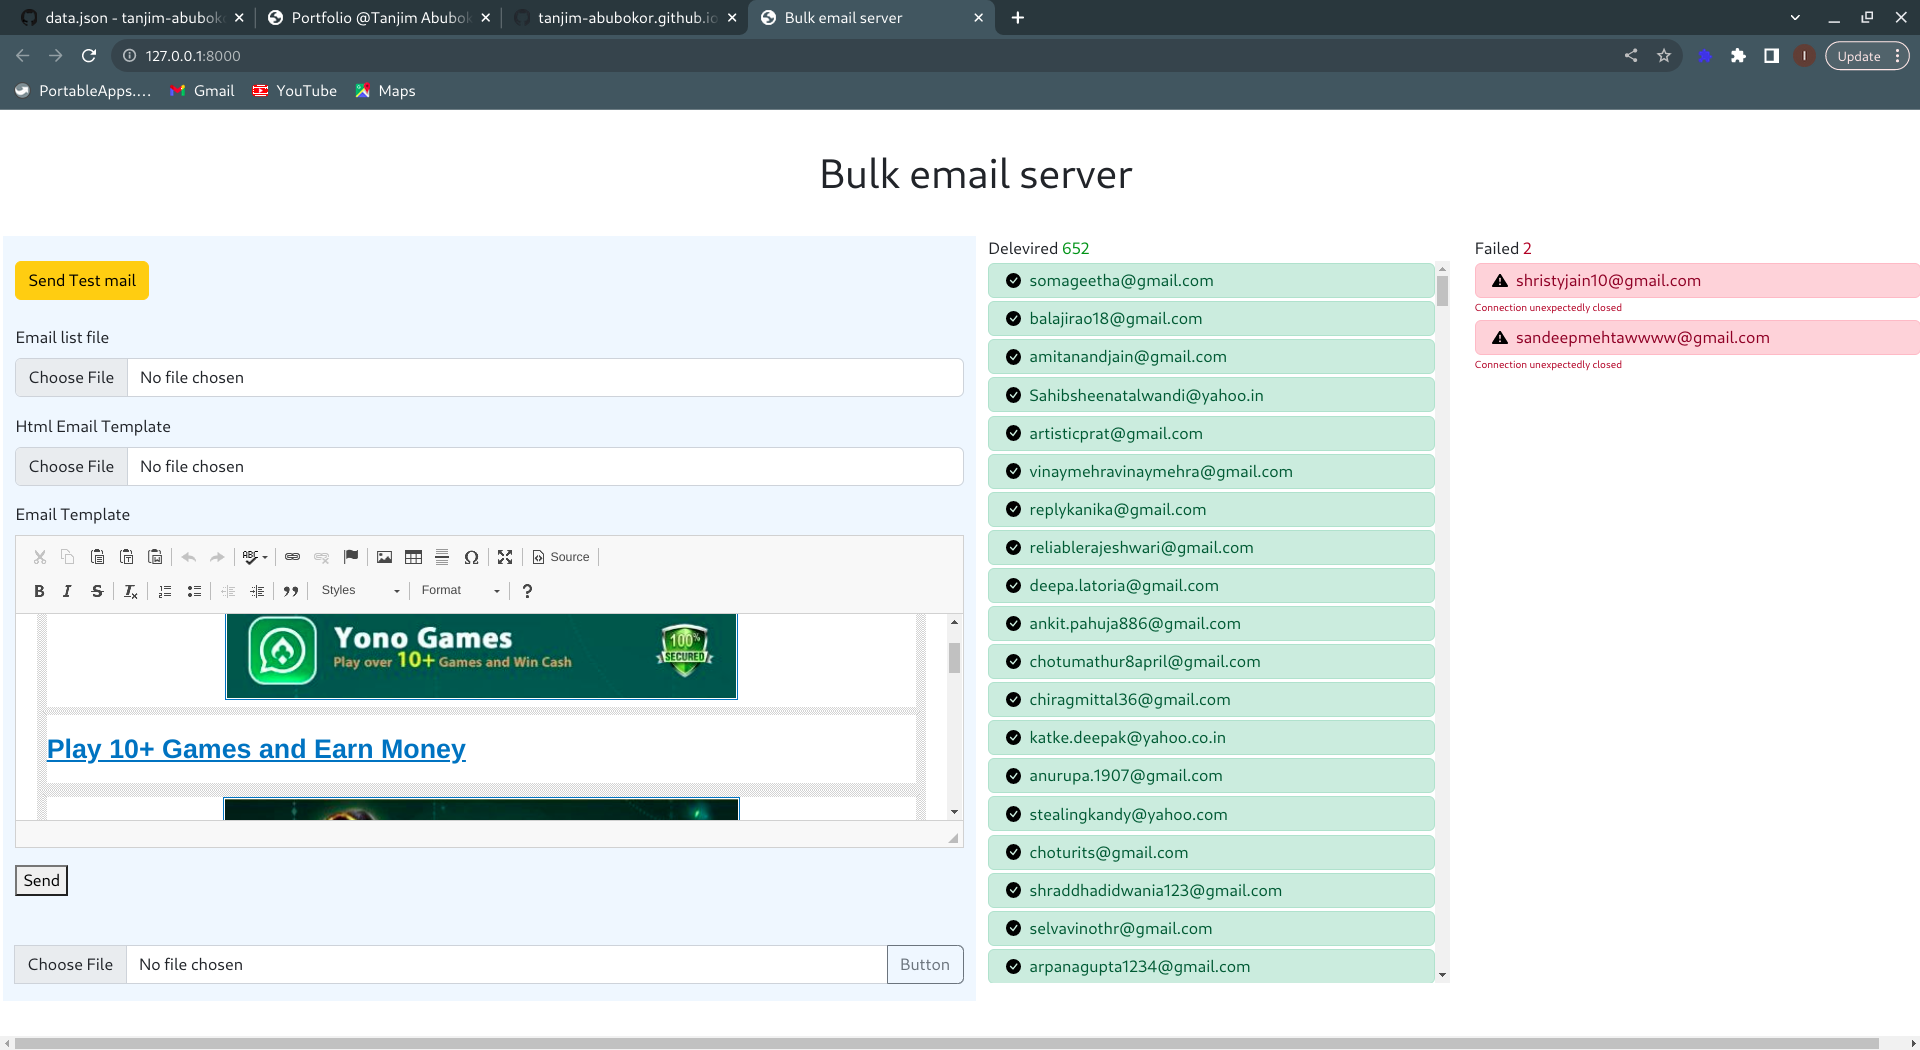 data.json - tanjim-abubok
Portfolio @Tanjim Abubok
tanjim-abubokor.github.io
Bulk email server
127.0.0.1:8000
I
Update
PortableApps....
Gmail
YouTube
Maps
Bulk email server
Send Test mail
Email list file
Choose File No file chosen
Html Email Template
Choose File No file chosen
Email Template
ABC
Source
B I S Ix
Styles
Format
?
Yono Games
Play over 10+ Games and Win Cash
100%
SECURED
Play 10+ Games and Earn Money
Send
Choose File No file chosen
Button
Delevired 652
somageetha@gmail.com
balajirao18@gmail.com
amitanandjain@gmail.com
Sahibsheenatalwandi@yahoo.in
artisticprat@gmail.com
vinaymehravinaymehra@gmail.com
replykanika@gmail.com
reliablerajeshwari@gmail.com
deepa.latoria@gmail.com
ankit.pahuja886@gmail.com
chotumathur8april@gmail.com
chiragmittal36@gmail.com
katke.deepak@yahoo.co.in
anurupa.1907@gmail.com
stealingkandy@yahoo.com
choturits@gmail.com
shraddhadidwania123@gmail.com
selvavinothr@gmail.com
arpanagupta1234@gmail.com
Failed 2
shristyjain10@gmail.com
Connection unexpectedly closed
sandeepmehtawwww@gmail.com
Connection unexpectedly closed